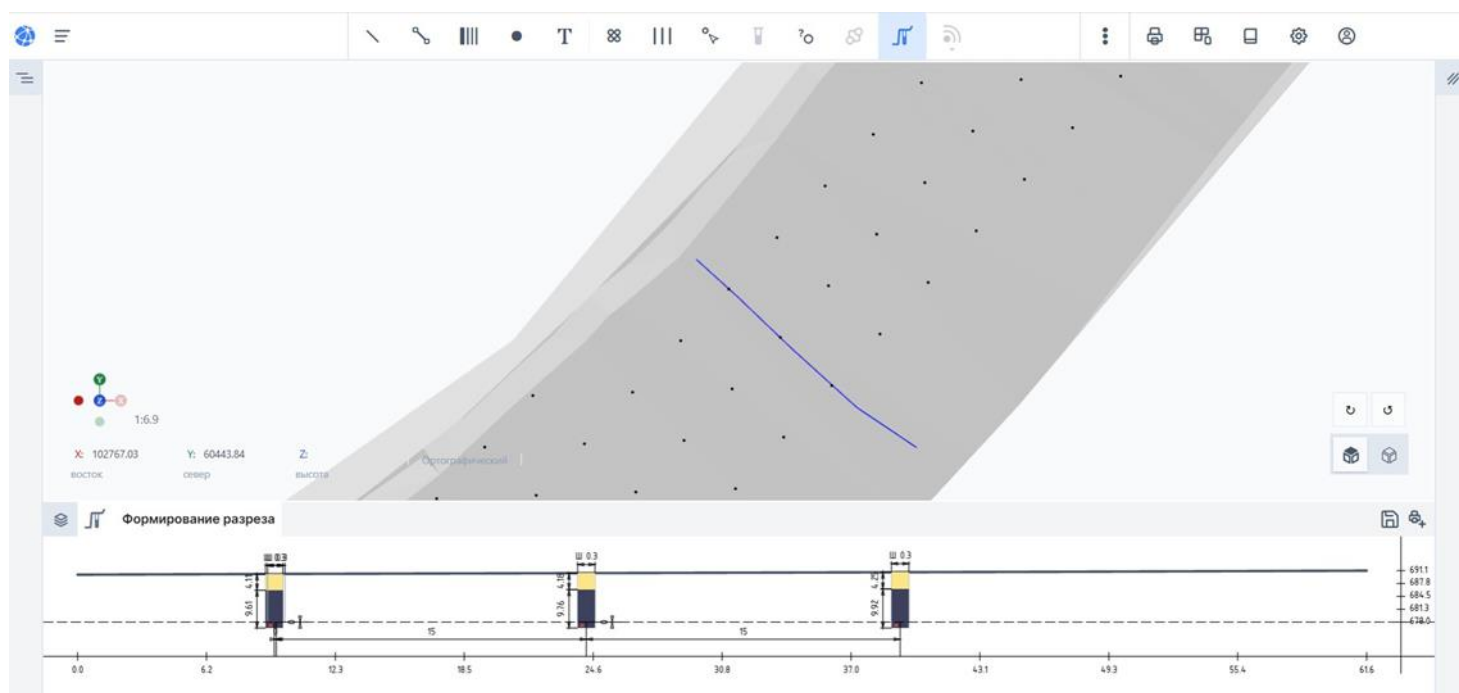 T
?
Y
Z
X
1:6.9
X: 102767.03 Y: 60443.84 Z:
восток север высота
Ортографический
Формирование разреза
Ш 0.3 Ш 0.3
4.11 4.18 4.25
9.61 9.76 9.92
0 0
15 15
691.1
687.8
684.5
681.3
678.0
0.0 6.2 12.3 18.5 24.6 30.8 37.0 43.1 49.3 55.4 61.6